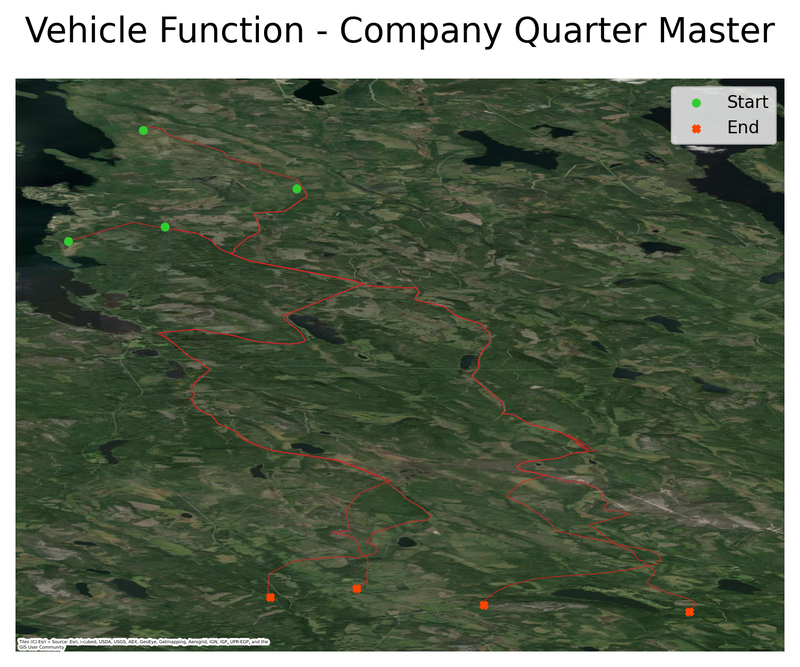 Vehicle Function - Company Quarter Master
Start
End
Tiles (C) Esri -- Source: Esri, i-cubed, USDA, USGS, AEX, GeoEye, Getmapping, Aerogrid, IGN, IGP, UPR-EGP, and the
GIS User Community